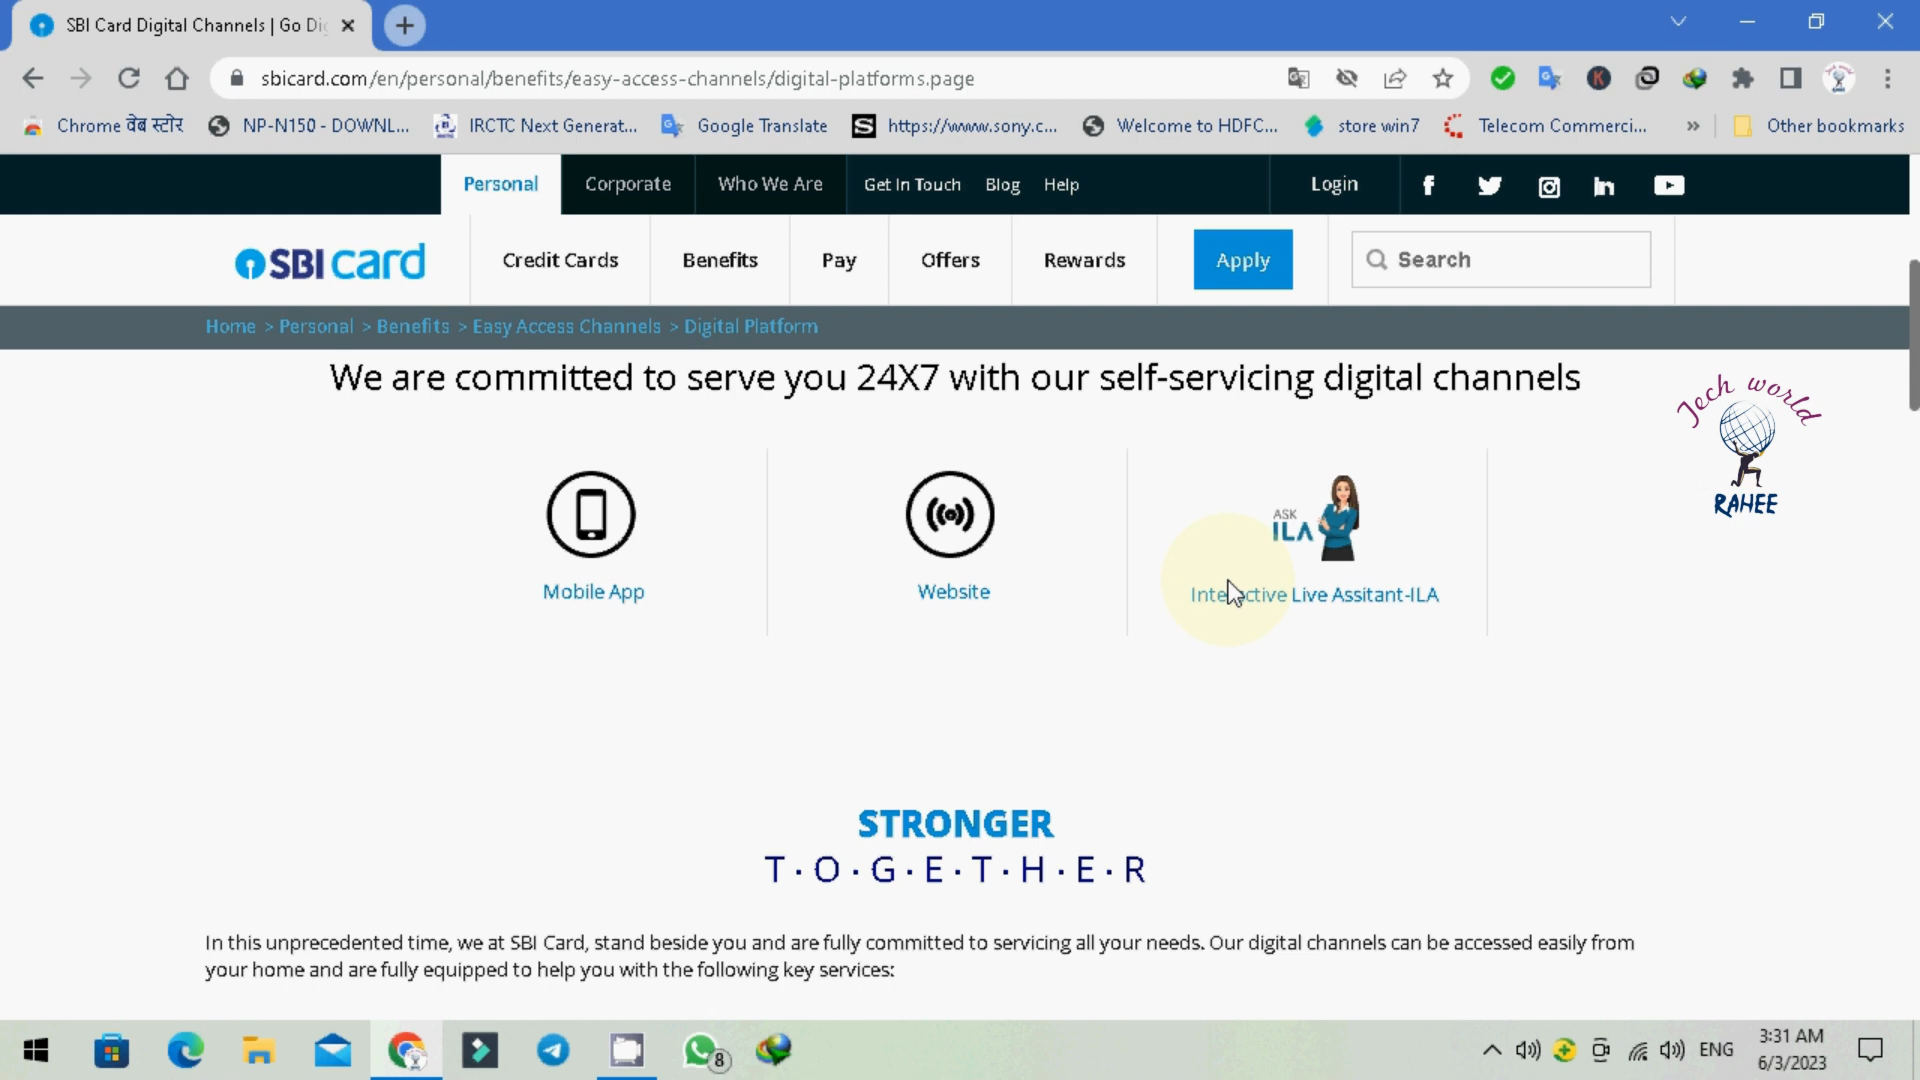 SBI Card Digital Channels | Go Di
sbicard.com/en/personal/benefits/easy-access-channels/digital-platforms.page
Chrome वेब स्टोर NP-N150 - DOWNL... IRCTC Next Generat... Google Translate S https://www.sony.c... Welcome to HDFC... store win7 Telecom Commerci... » Other bookmarks
Personal Corporate Who We Are Get In Touch Blog Help Login
SBI card Credit Cards Benefits Pay Offers Rewards Apply Search
Home > Personal > Benefits > Easy Access Channels > Digital Platform
We are committed to serve you 24X7 with our self-servicing digital channels
Tech world
RAHEE
ASK
ILA
Mobile App Website Interactive Live Assitant-ILA
STRONGER
T·O·G·E·T·H·E·R
In this unprecedented time, we at SBI Card, stand beside you and are fully committed to servicing all your needs. Our digital channels can be accessed easily from
your home and are fully equipped to help you with the following key services:
8 ENG 3:31 AM
6/3/2023